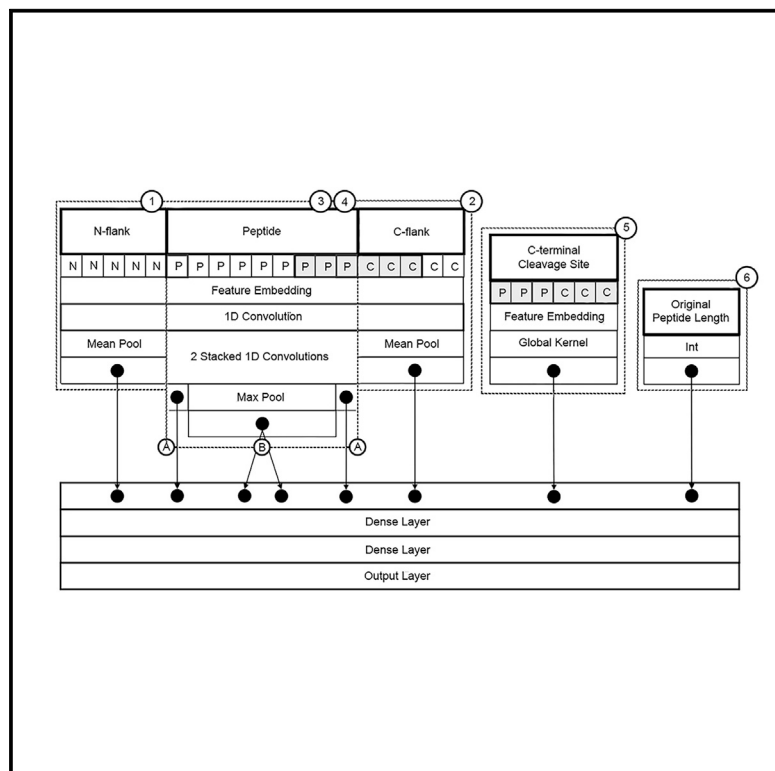 1 3 4 2
N-flank Peptide C-flank
N N N N N P P P P P P P P P C C C C C
Feature Embedding
1D Convolution
Mean Pool 2 Stacked 1D Convolutions Mean Pool
Max Pool
A B A
5
C-terminal
Cleavage Site
P P P C C C
Feature Embedding
Global Kernel
6
Original
Peptide Length
Int
Dense Layer
Dense Layer
Output Layer